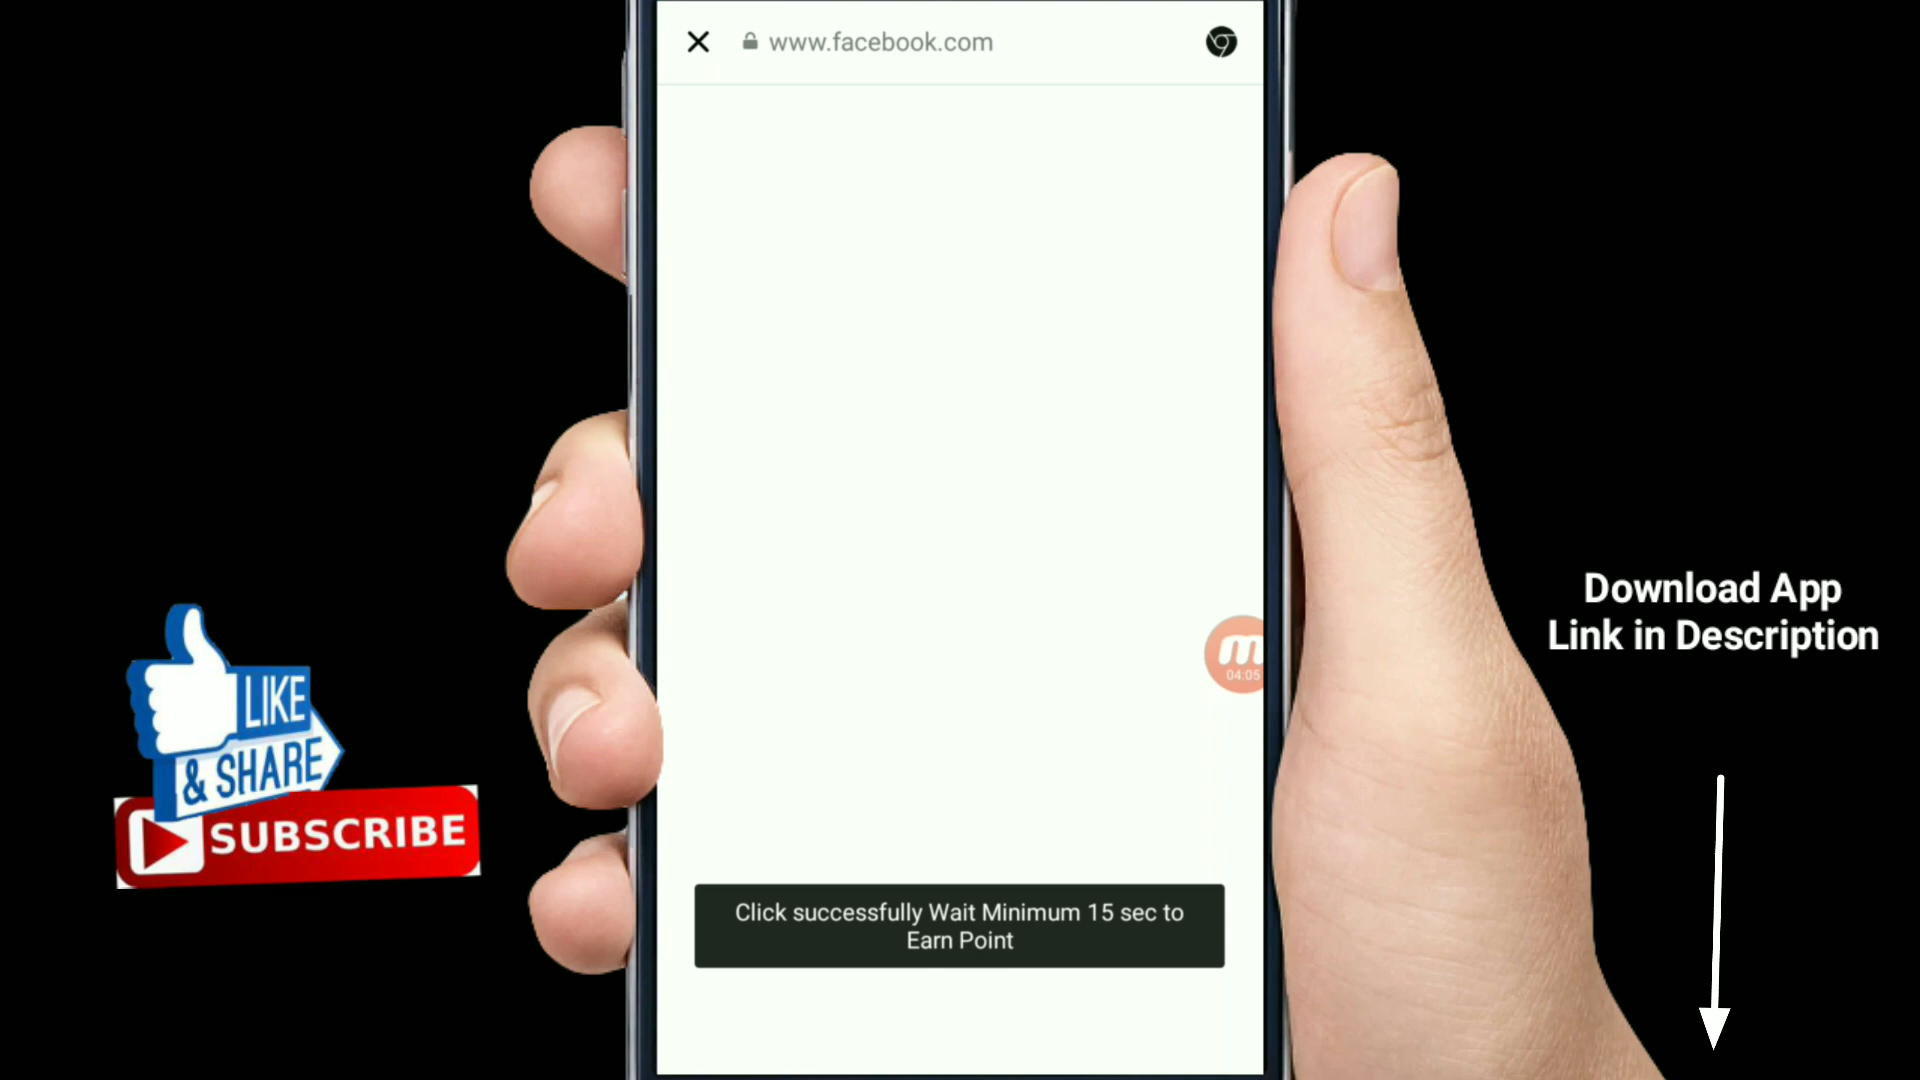 www.facebook.com
m
04:05
Download App
Link in Description
LIKE
& SHARE
SUBSCRIBE
Click successfully Wait Minimum 15 sec to
Earn Point